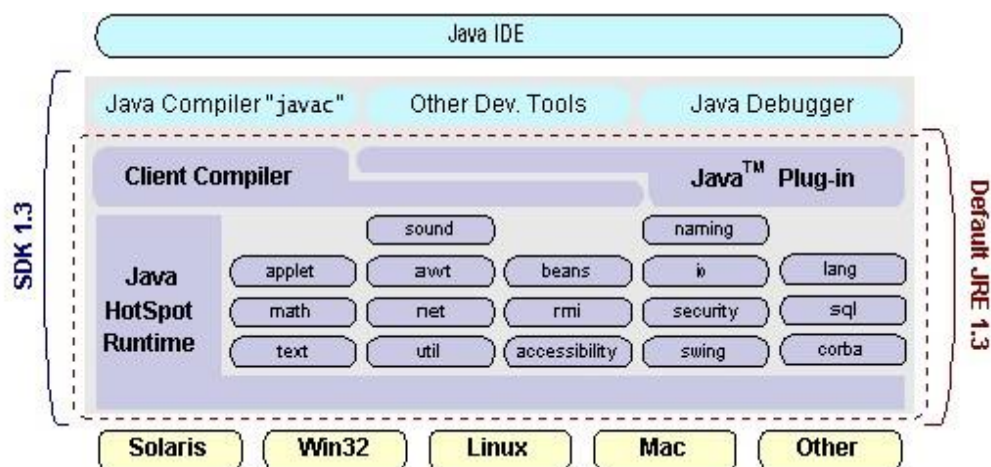 Java IDE
Java Compiler "javac"
Other Dev. Tools
Java Debugger
SDK 1.3
Default JRE 1.3
Client Compiler
Java™ Plug-in
Java
HotSpot
Runtime
sound
naming
applet
awt
beans
io
lang
math
net
rmi
security
sql
text
util
accessibility
swing
corba
Solaris
Win32
Linux
Mac
Other